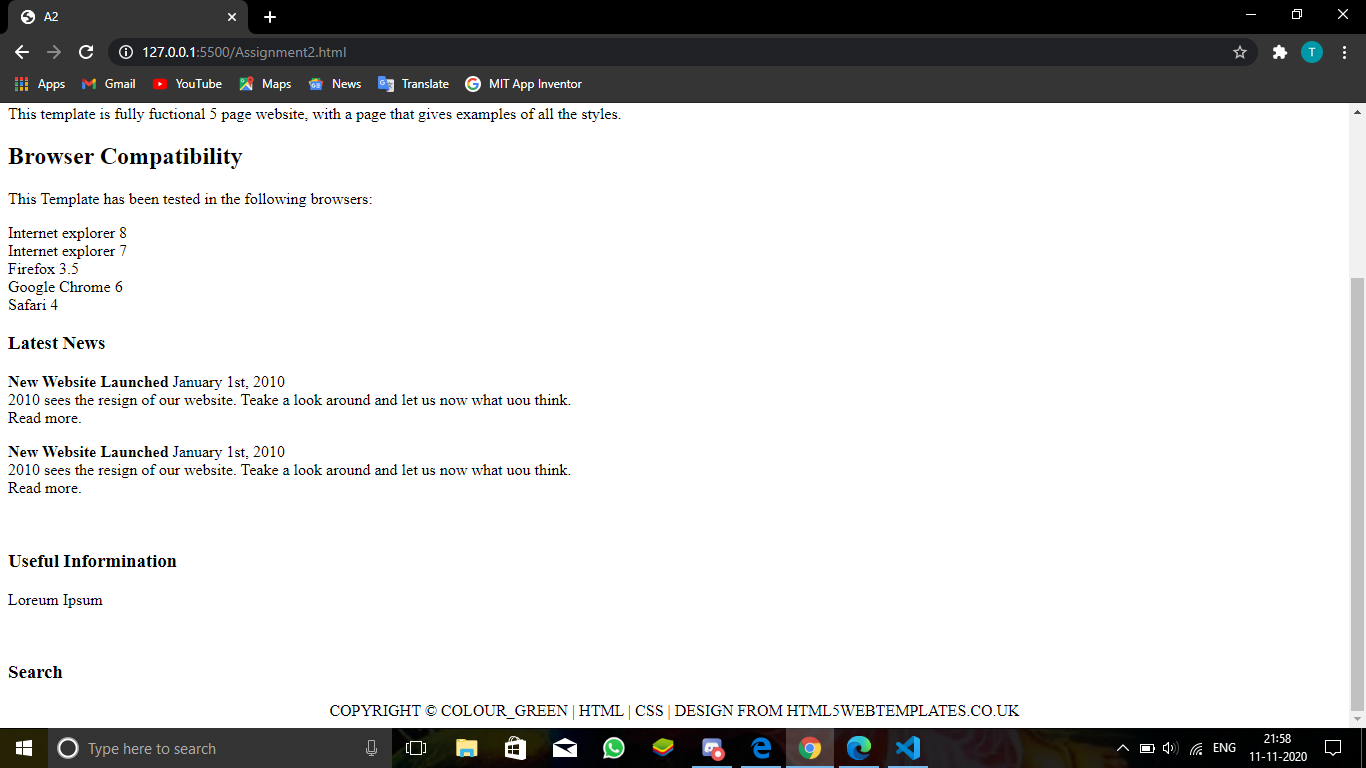 A2
127.0.0.1:5500/Assignment2.html
T
Apps Gmail YouTube Maps News Translate MIT App Inventor
This template is fully fuctional 5 page website, with a page that gives examples of all the styles.
Browser Compatibility
This Template has been tested in the following browsers:
Internet explorer 8
Internet explorer 7
Firefox 3.5
Google Chrome 6
Safari 4
Latest News
New Website Launched January 1st, 2010
2010 sees the resign of our website. Teake a look around and let us now what uou think.
Read more.
New Website Launched January 1st, 2010
2010 sees the resign of our website. Teake a look around and let us now what uou think.
Read more.
Useful Informination
Loreum Ipsum
Search
COPYRIGHT © COLOUR_GREEN | HTML | CSS | DESIGN FROM HTML5WEBTEMPLATES.CO.UK
Type here to search
ENG
21:58
11-11-2020